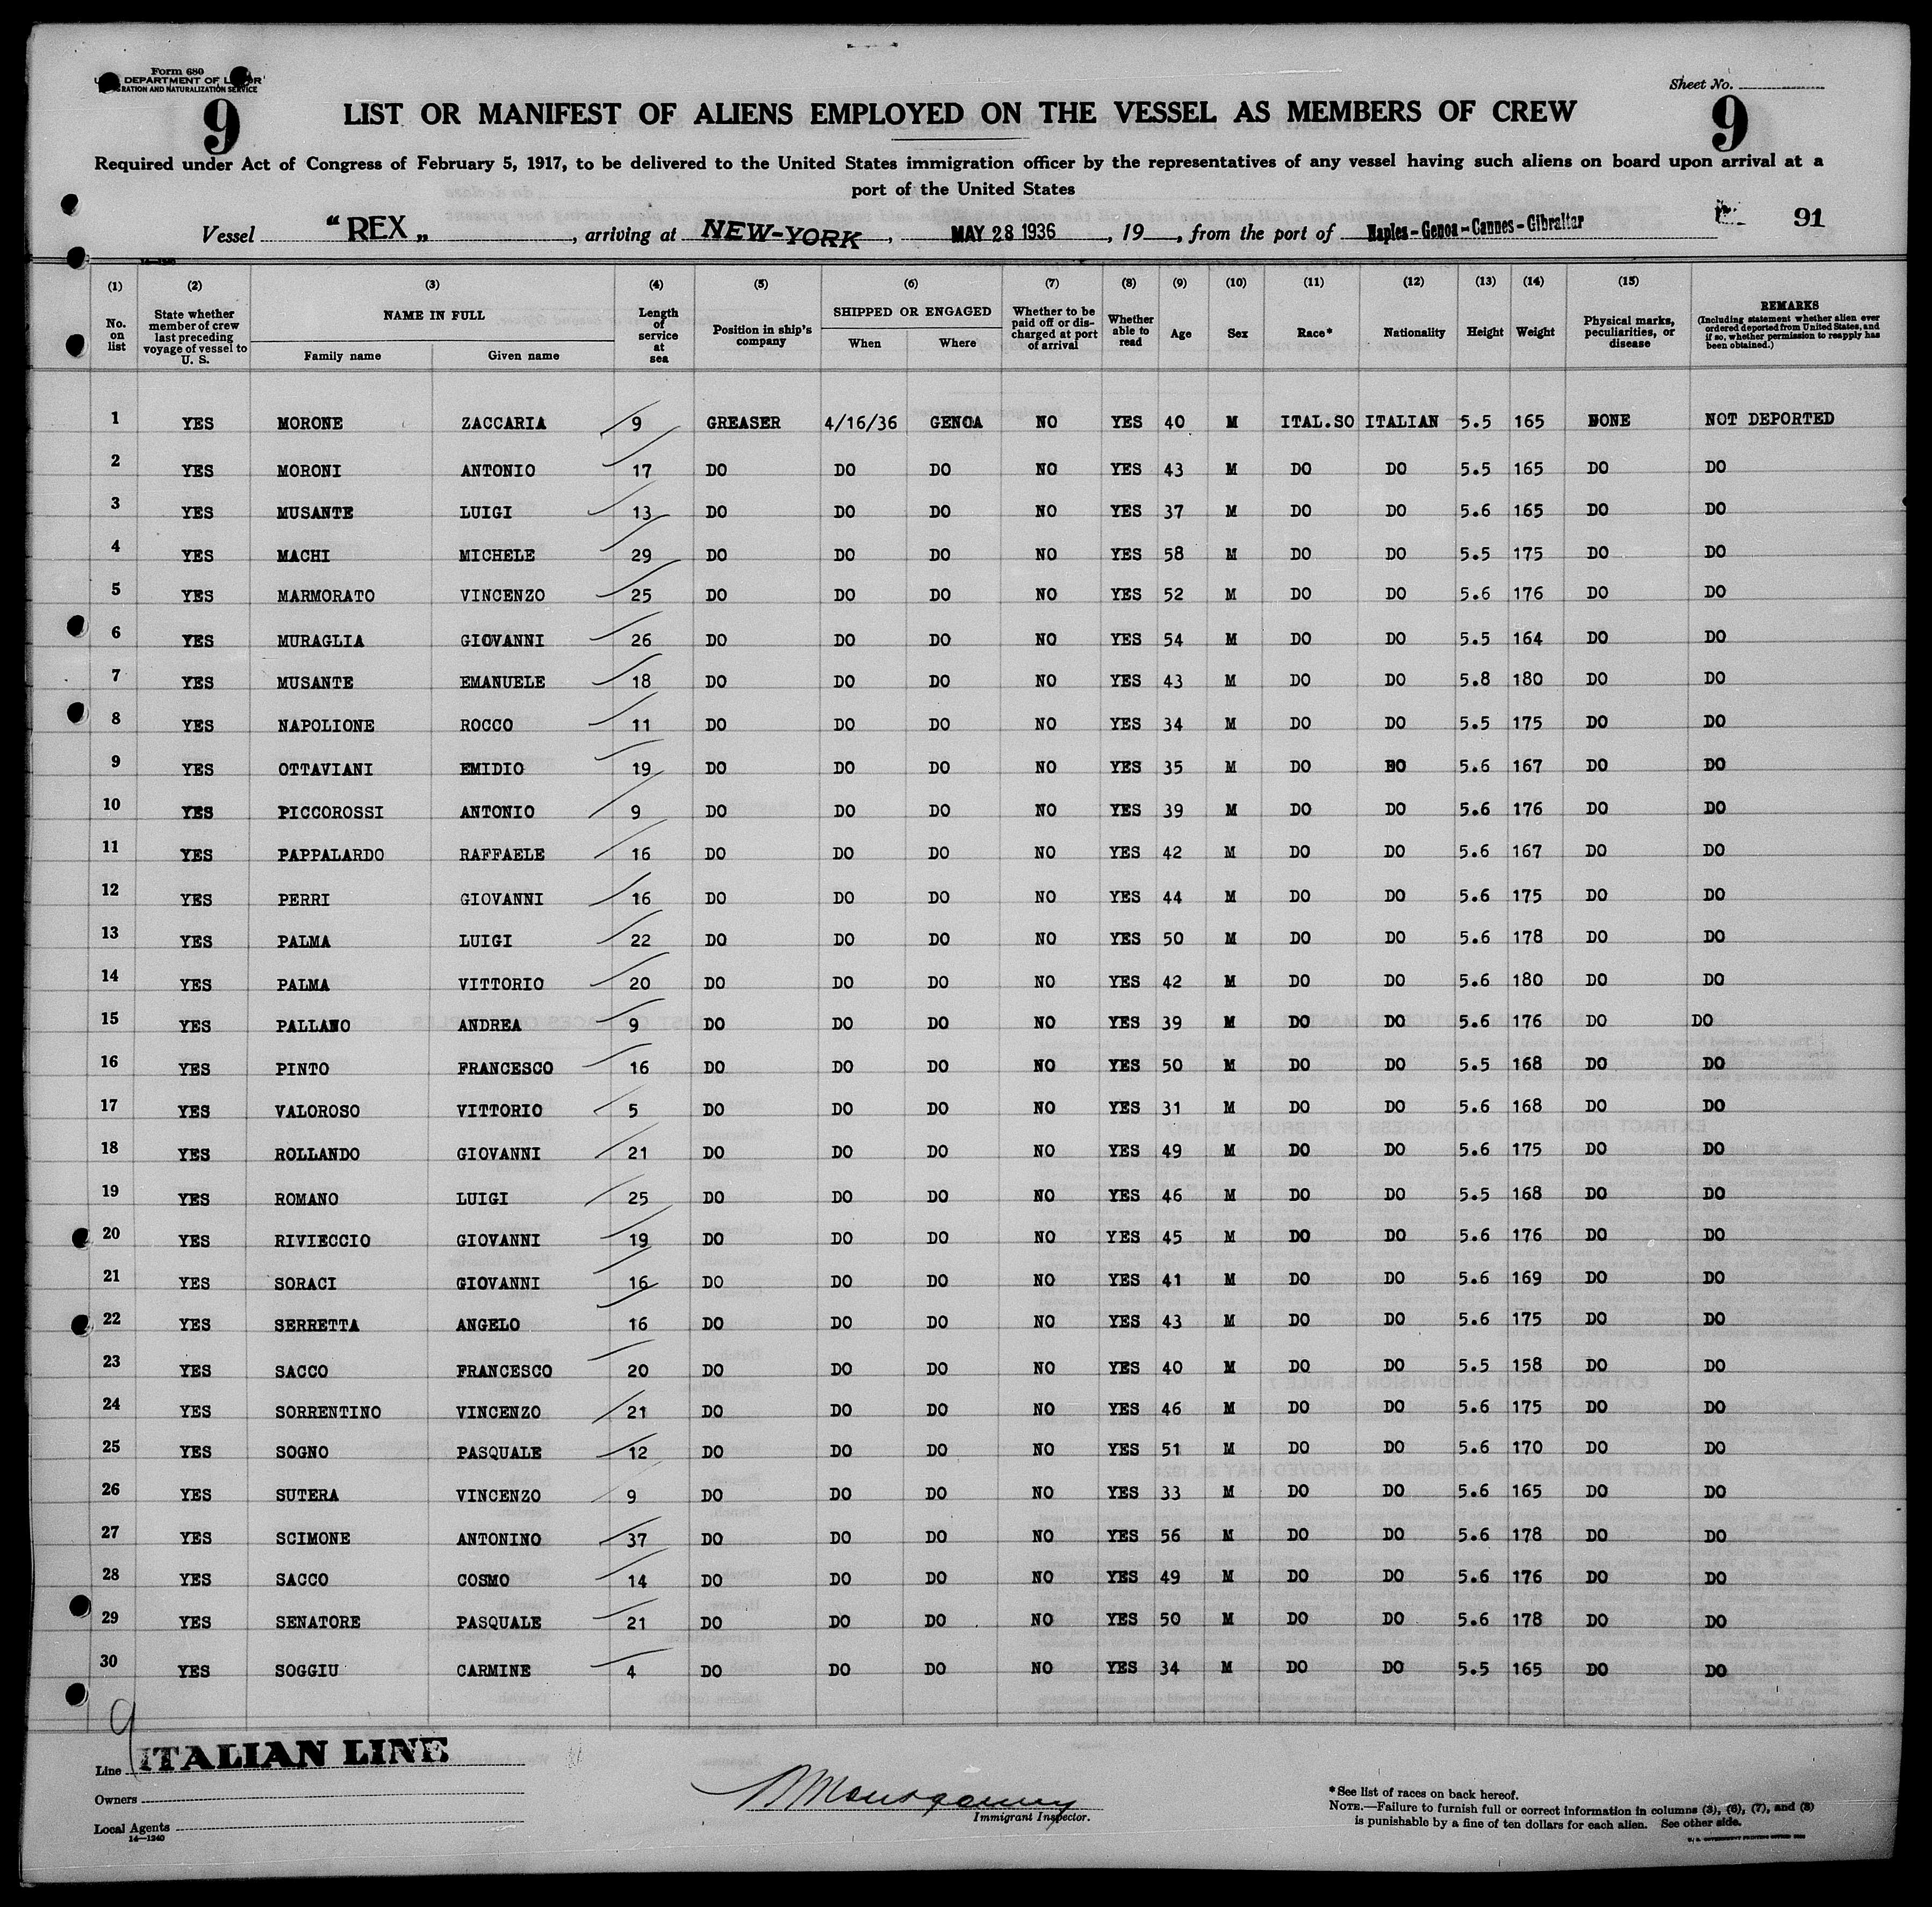 Form 680
DEPARTMENT OF LABOR
IMMIGRATION AND NATURALIZATION SERVICE
Sheet No.
9
9
LIST OR MANIFEST OF ALIENS EMPLOYED ON THE VESSEL AS MEMBERS OF CREW
Required under Act of Congress of February 5, 1917, to be delivered to the United States immigration officer by the representatives of any vessel having such aliens on board upon arrival at a
port of the United States
Vessel "REX„ , arriving at NEW-YORK , MAY 28 1936 , 19 , from the port of Naples-Genoa-Cannes-Gibraltar 91
14-1240
(1) (2) (3) (4) (5) (6) (7) (8) (9) (10) (11) (12) (13) (14) (15)
No. on list State whether member of crew last preceding voyage of vessel to U. S. NAME IN FULL Family name Given name Length of service at sea Position in ship's company SHIPPED OR ENGAGED When Where Whether to be paid off or discharged at port of arrival Whether able to read Age Sex Race* Nationality Height Weight Physical marks, peculiarities, or disease REMARKS (Including statement whether alien ever ordered deported from United States, and if so, whether permission to reapply has been obtained.)
1 YES MORONE ZACCARIA 9 GREASER 4/16/36 GENOA NO YES 40 M ITAL.SO ITALIAN 5.5 165 NONE NOT DEPORTED
2 YES MORONI ANTONIO 17 DO DO DO NO YES 43 M DO DO 5.5 165 DO DO
3 YES MUSANTE LUIGI 13 DO DO DO NO YES 37 M DO DO 5.6 165 DO DO
4 YES MACHI MICHELE 29 DO DO DO NO YES 58 M DO DO 5.5 175 DO DO
5 YES MARMORATO VINCENZO 25 DO DO DO NO YES 52 M DO DO 5.6 176 DO DO
6 YES MURAGLIA GIOVANNI 26 DO DO DO NO YES 54 M DO DO 5.5 164 DO DO
7 YES MUSANTE EMANUELE 18 DO DO DO NO YES 43 M DO DO 5.8 180 DO DO
8 YES NAPOLIONE ROCCO 11 DO DO DO NO YES 34 M DO DO 5.5 175 DO DO
9 YES OTTAVIANI EMIDIO 19 DO DO DO NO YES 35 M DO DO 5.6 167 DO DO
10 YES PICCOROSSI ANTONIO 9 DO DO DO NO YES 39 M DO DO 5.6 176 DO DO
11 YES PAPPALARDO RAFFAELE 16 DO DO DO NO YES 42 M DO DO 5.6 167 DO DO
12 YES PERRI GIOVANNI 16 DO DO DO NO YES 44 M DO DO 5.6 175 DO DO
13 YES PALMA LUIGI 22 DO DO DO NO YES 50 M DO DO 5.6 178 DO DO
14 YES PALMA VITTORIO 20 DO DO DO NO YES 42 M DO DO 5.6 180 DO DO
15 YES PALLANO ANDREA 9 DO DO DO NO YES 39 M DO DO 5.6 176 DO DO
16 YES PINTO FRANCESCO 16 DO DO DO NO YES 50 M DO DO 5.5 168 DO DO
17 YES VALOROSO VITTORIO 5 DO DO DO NO YES 31 M DO DO 5.6 168 DO DO
18 YES ROLLANDO GIOVANNI 21 DO DO DO NO YES 49 M DO DO 5.6 175 DO DO
19 YES ROMANO LUIGI 25 DO DO DO NO YES 46 M DO DO 5.5 168 DO DO
20 YES RIVIECCIO GIOVANNI 19 DO DO DO NO YES 45 M DO DO 5.6 176 DO DO
21 YES SORACI GIOVANNI 16 DO DO DO NO YES 41 M DO DO 5.6 169 DO DO
22 YES SERRETTA ANGELO 16 DO DO DO NO YES 43 M DO DO 5.6 175 DO DO
23 YES SACCO FRANCESCO 20 DO DO DO NO YES 40 M DO DO 5.5 158 DO DO
24 YES SORRENTINO VINCENZO 21 DO DO DO NO YES 46 M DO DO 5.6 175 DO DO
25 YES SOGNO PASQUALE 12 DO DO DO NO YES 51 M DO DO 5.6 170 DO DO
26 YES SUTERA VINCENZO 9 DO DO DO NO YES 33 M DO DO 5.6 165 DO DO
27 YES SCIMONE ANTONINO 37 DO DO DO NO YES 56 M DO DO 5.6 178 DO DO
28 YES SACCO COSMO 14 DO DO DO NO YES 49 M DO DO 5.6 176 DO DO
29 YES SENATORE PASQUALE 21 DO DO DO NO YES 50 M DO DO 5.6 178 DO DO
30 YES SOGGIU CARMINE 4 DO DO DO NO YES 34 M DO DO 5.5 165 DO DO
9
Line ITALIAN LINE
Owners
Local Agents
14-1240
Montgomery
Immigrant Inspector.
*See list of races on back hereof.
NOTE.—Failure to furnish full or correct information in columns (3), (6), (7), and (8)
is punishable by a fine of ten dollars for each alien. See other side.